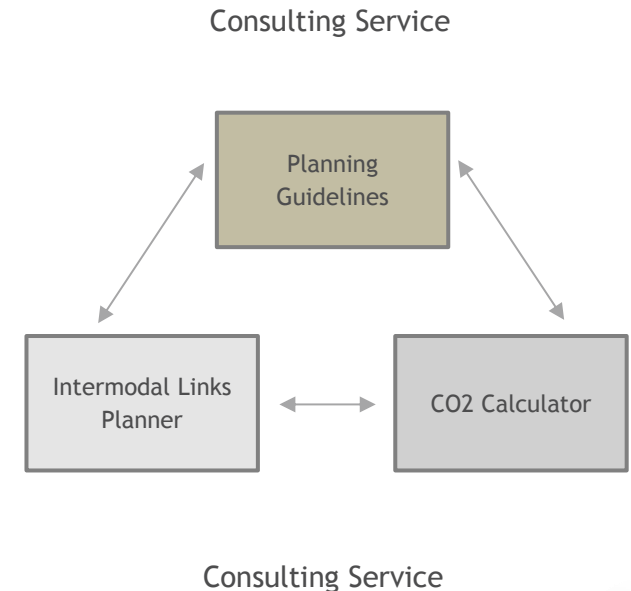 Consulting Service
Planning
Guidelines
Intermodal Links
Planner
CO2 Calculator
Consulting Service